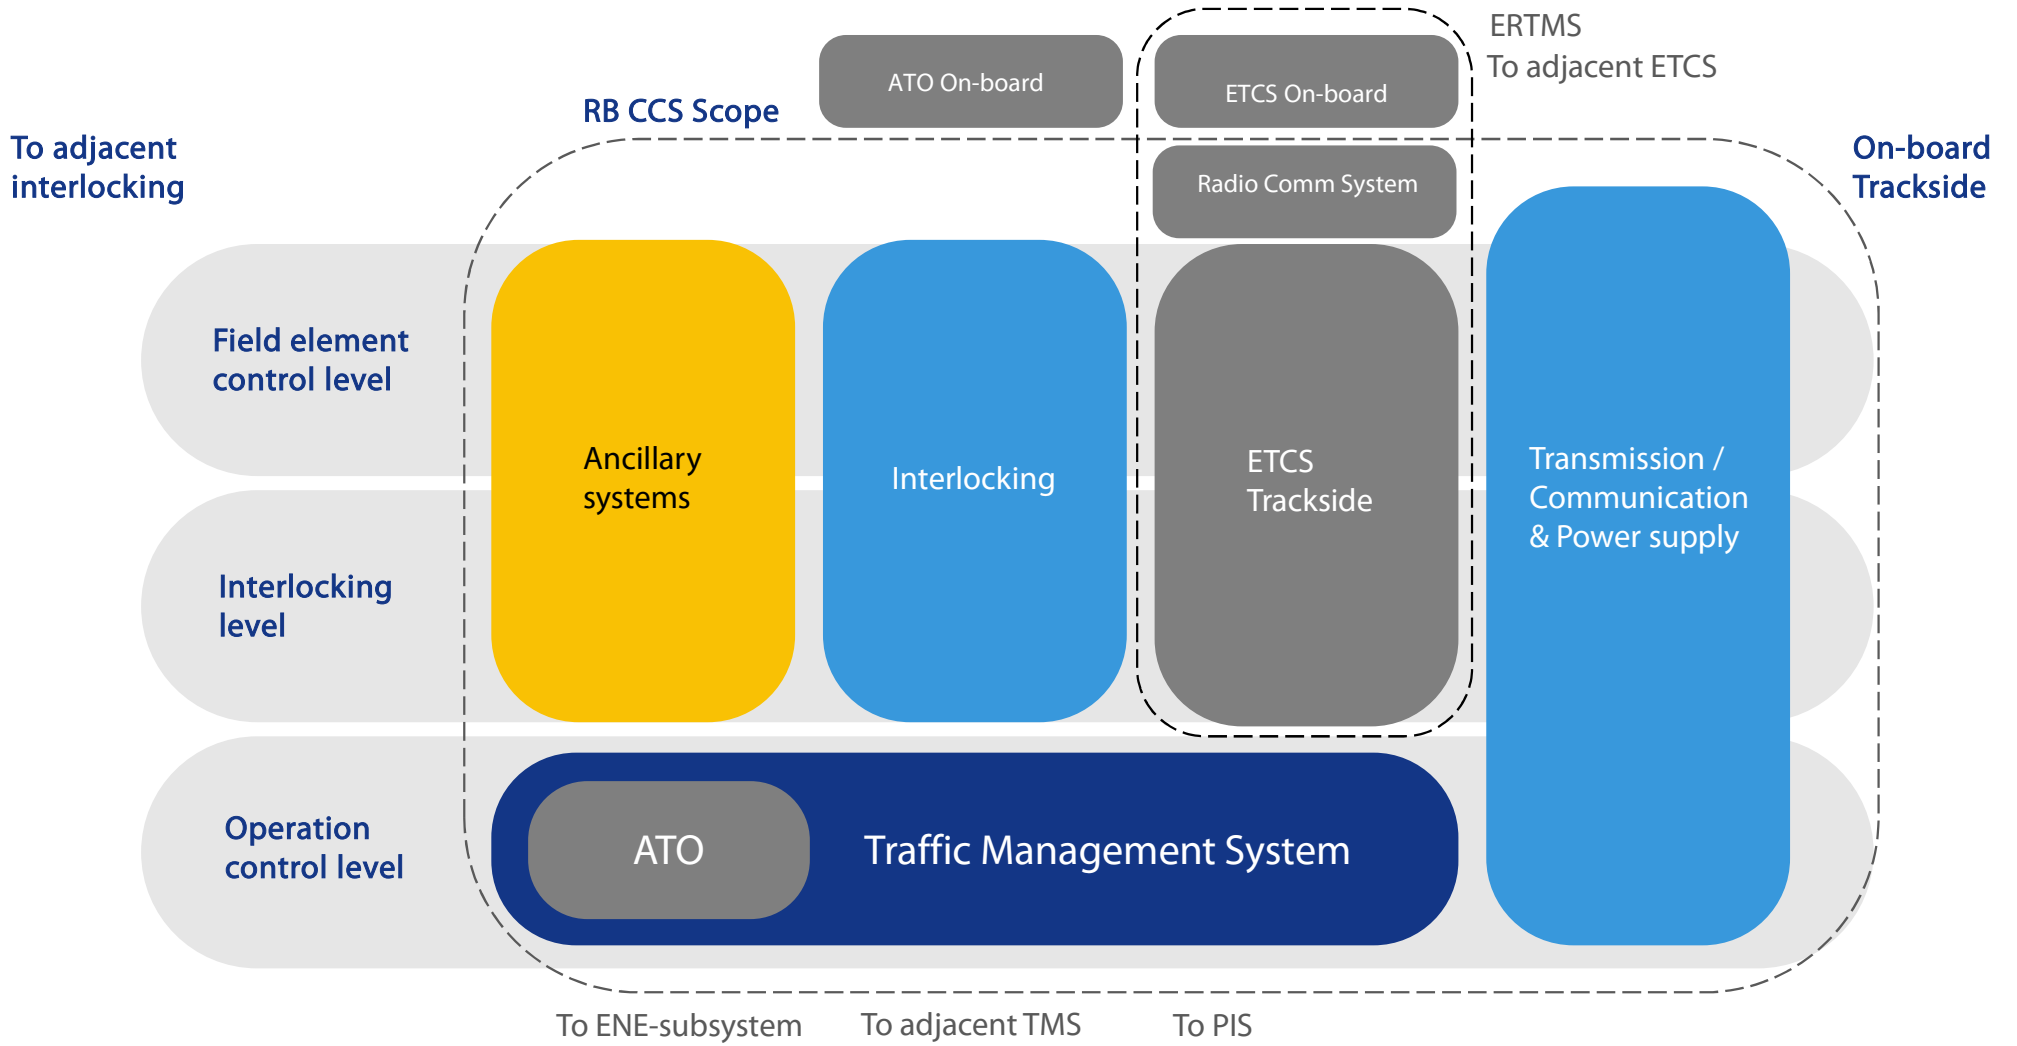 ERTMS
To adjacent ETCS
ATO On-board
ETCS On-board
RB CCS Scope
To adjacent
interlocking
On-board
Trackside
Radio Comm System
Field element
control level
Ancillary
systems
Interlocking
ETCS
Trackside
Transmission /
Communication
& Power supply
Interlocking
level
Operation
control level
ATO
Traffic Management System
To ENE-subsystem
To adjacent TMS
To PIS